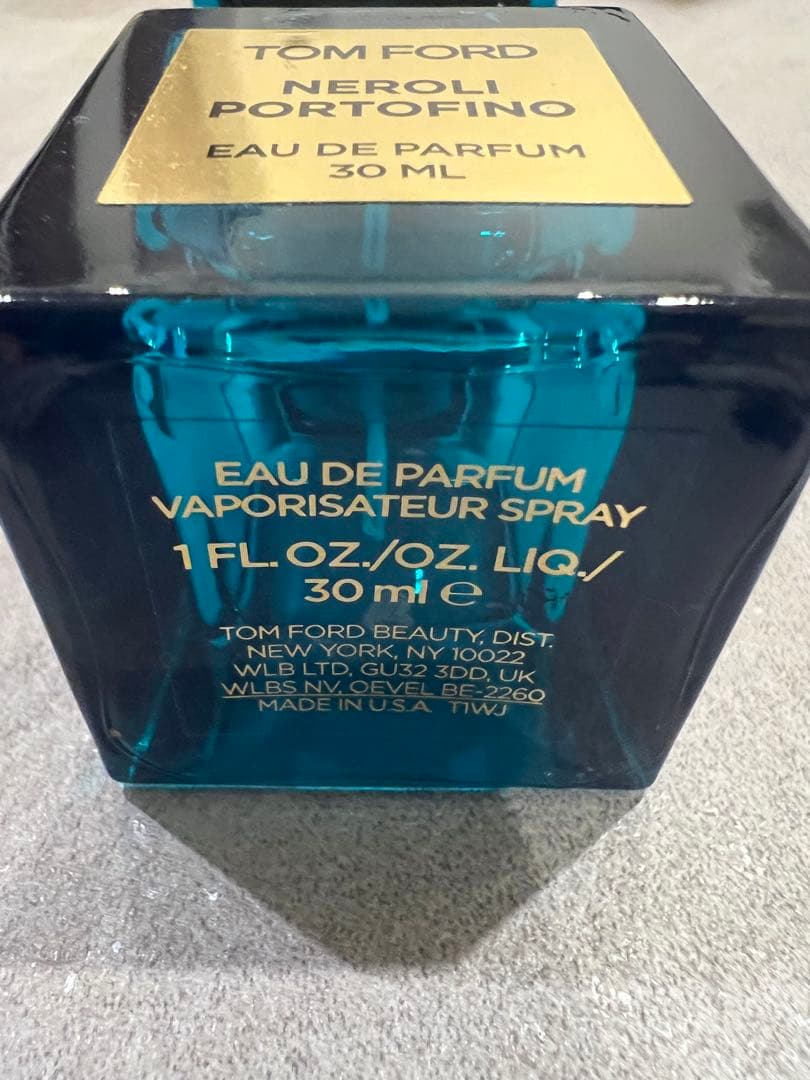 TOM FORD
NEROLI
PORTOFINO
EAU DE PARFUM
30 ML
EAU DE PARFUM
VAPORISATEUR SPRAY
1 FL. OZ./OZ. LIQ./
30 ml ℮
TOM FORD BEAUTY, DIST.
NEW YORK, NY 10022
WLB LTD, GU32 3DD, UK
WLBS NV, OEVEL BE-2260
MADE IN U.S.A. T1WJ